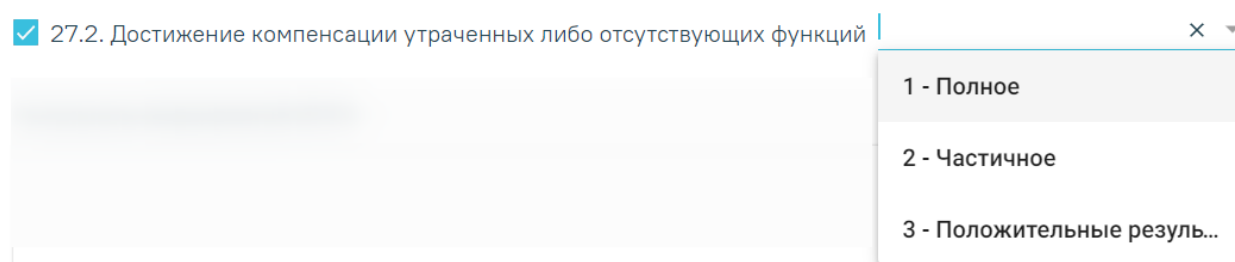 27.2. Достижение компенсации утраченных либо отсутствующих функций
1 - Полное
2 - Частичное
3 - Положительные резуль...